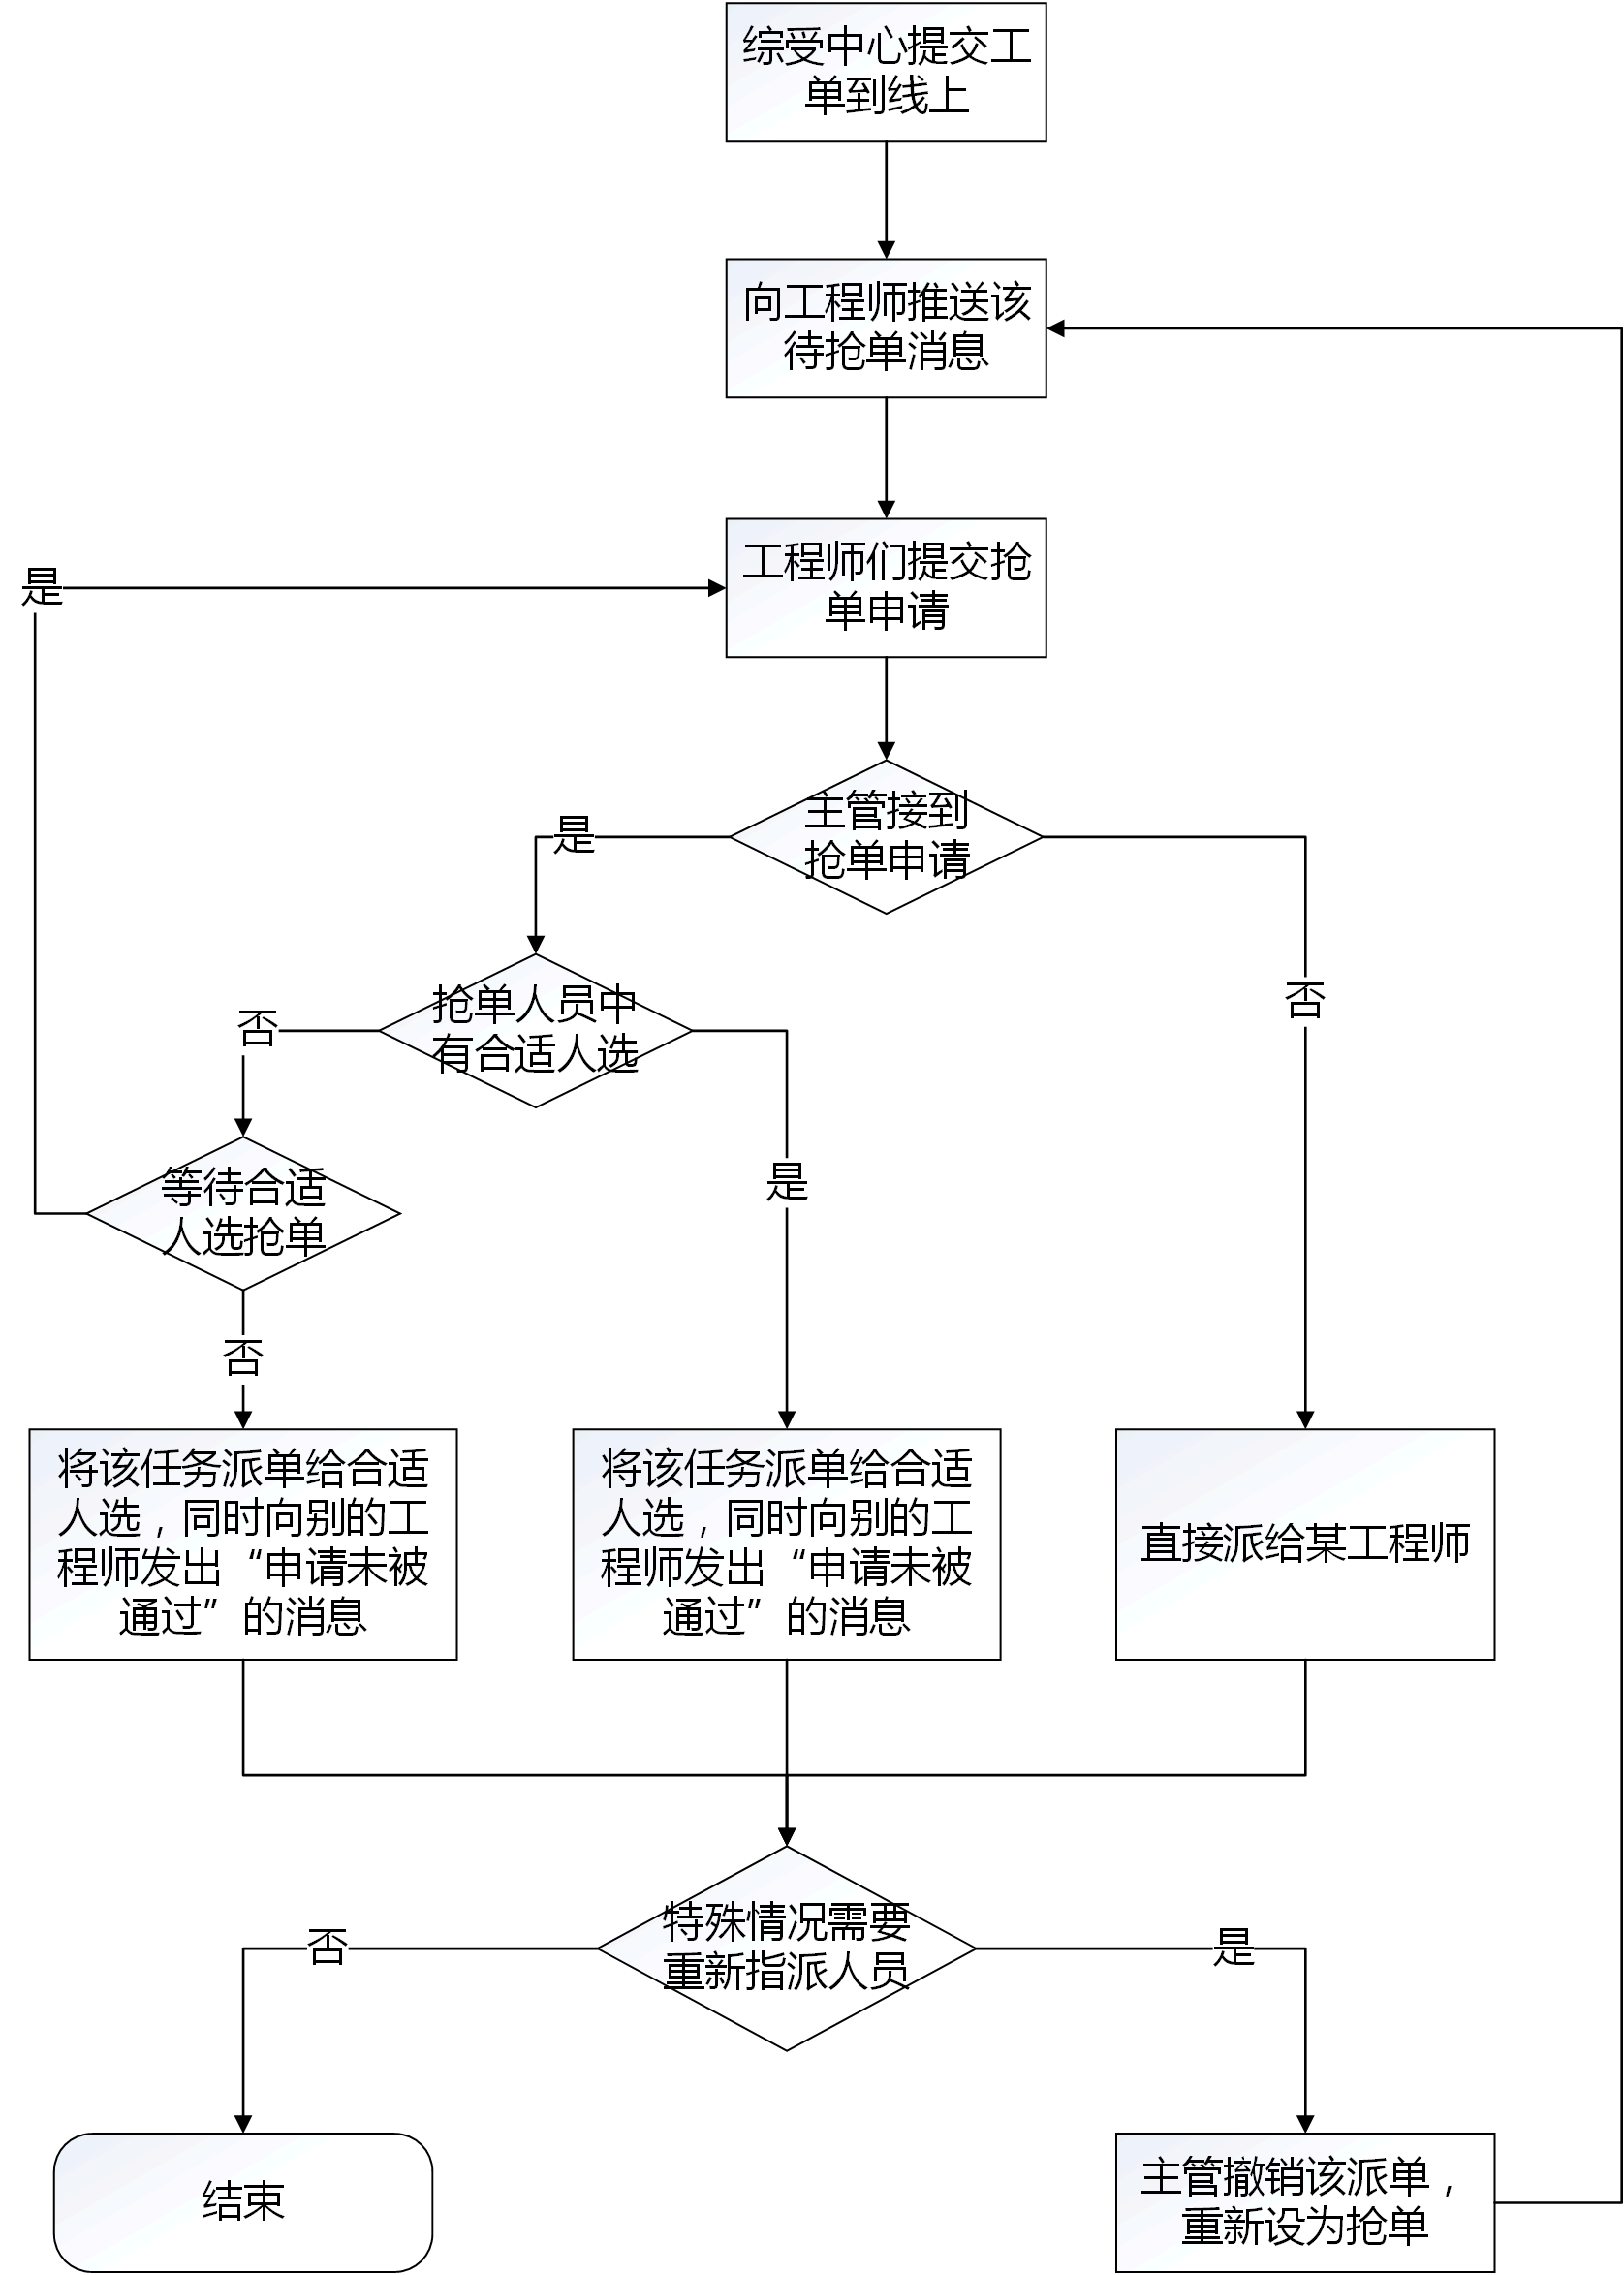 综受中心提交工
单到线上
向工程师推送该
待抢单消息
工程师们提交抢
单申请
是
主管接到
抢单申请
是
否
抢单人员中
有合适人选
否
是
等待合适
人选抢单
否
将该任务派单给合适
人选，同时向别的工
程师发出“申请未被
通过”的消息
将该任务派单给合适
人选，同时向别的工
程师发出“申请未被
通过”的消息
直接派给某工程师
特殊情况需要
重新指派人员
否
是
结束
主管撤销该派单，
重新设为抢单